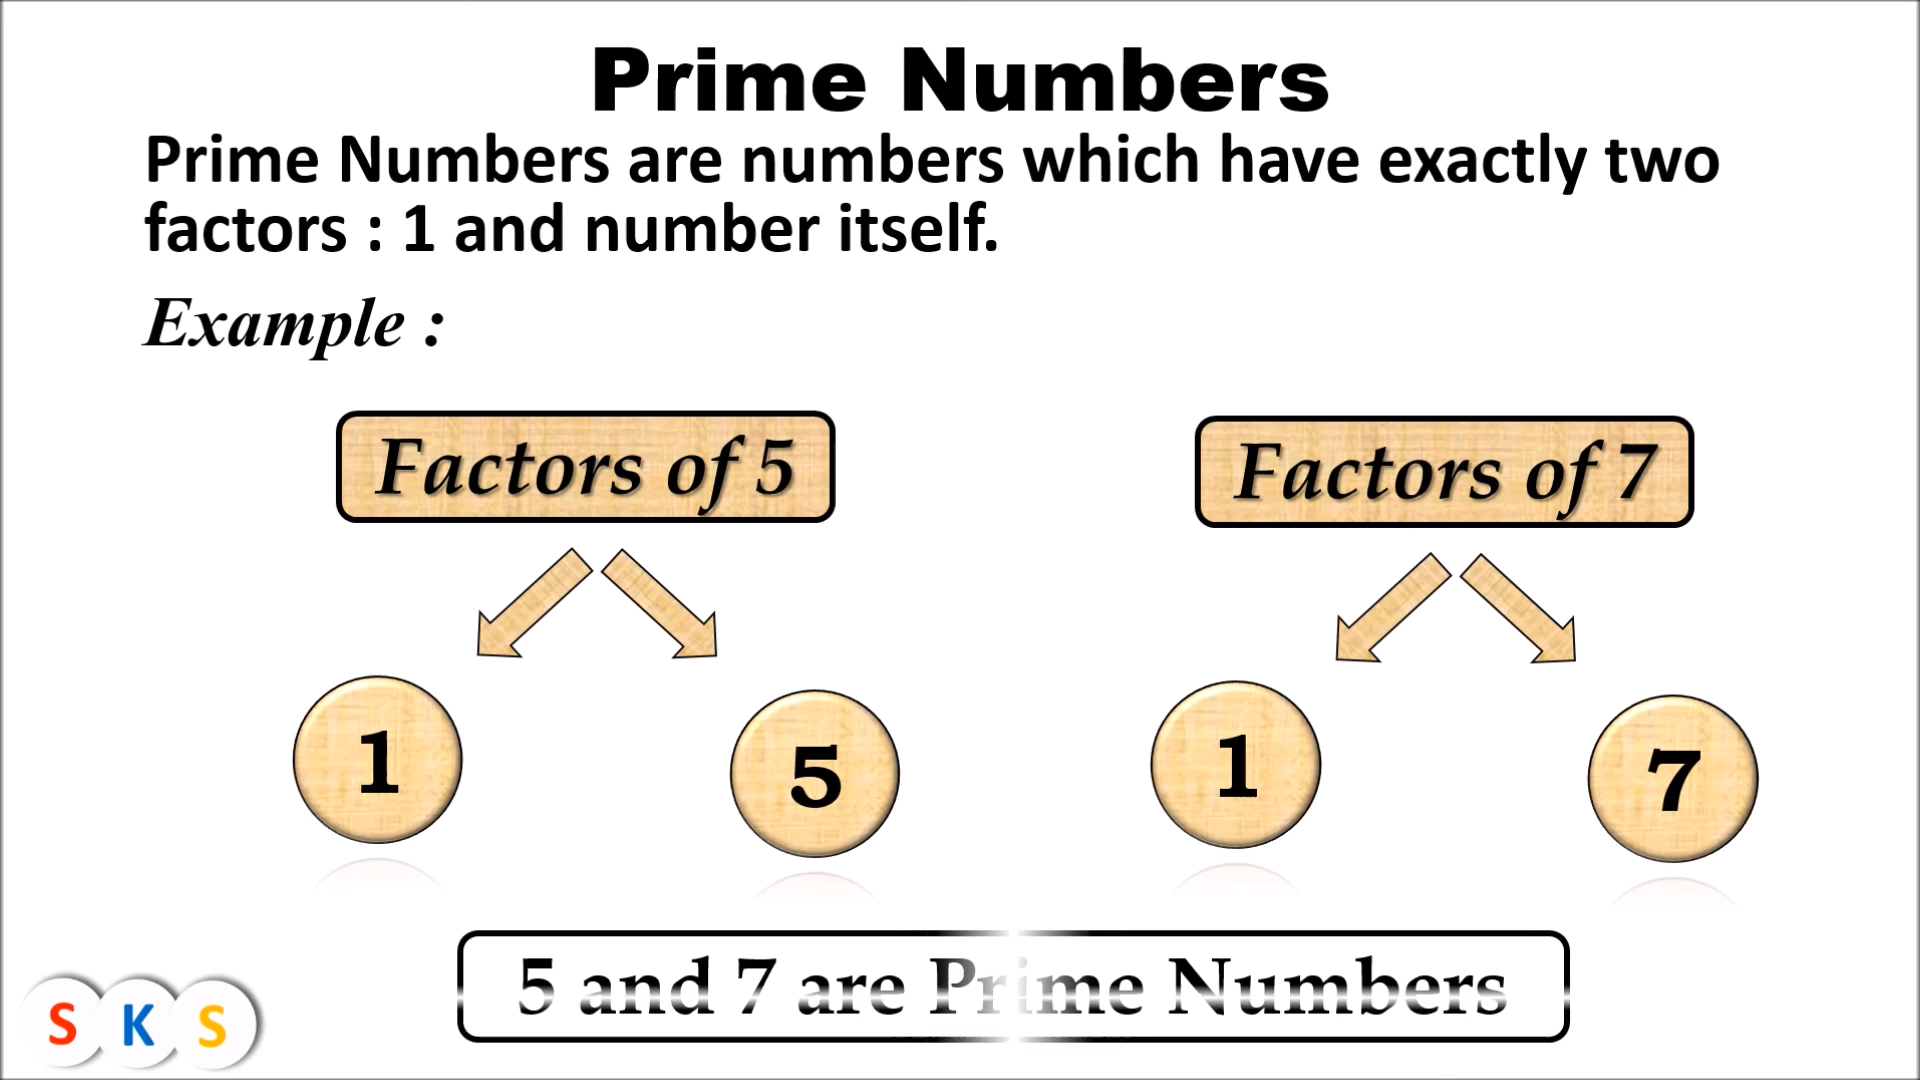 Prime Numbers
Prime Numbers are numbers which have exactly two
factors : 1 and number itself.
Example :
Factors of 5
Factors of 7
1
5
1
7
5 and 7 are Prime Numbers
S K S